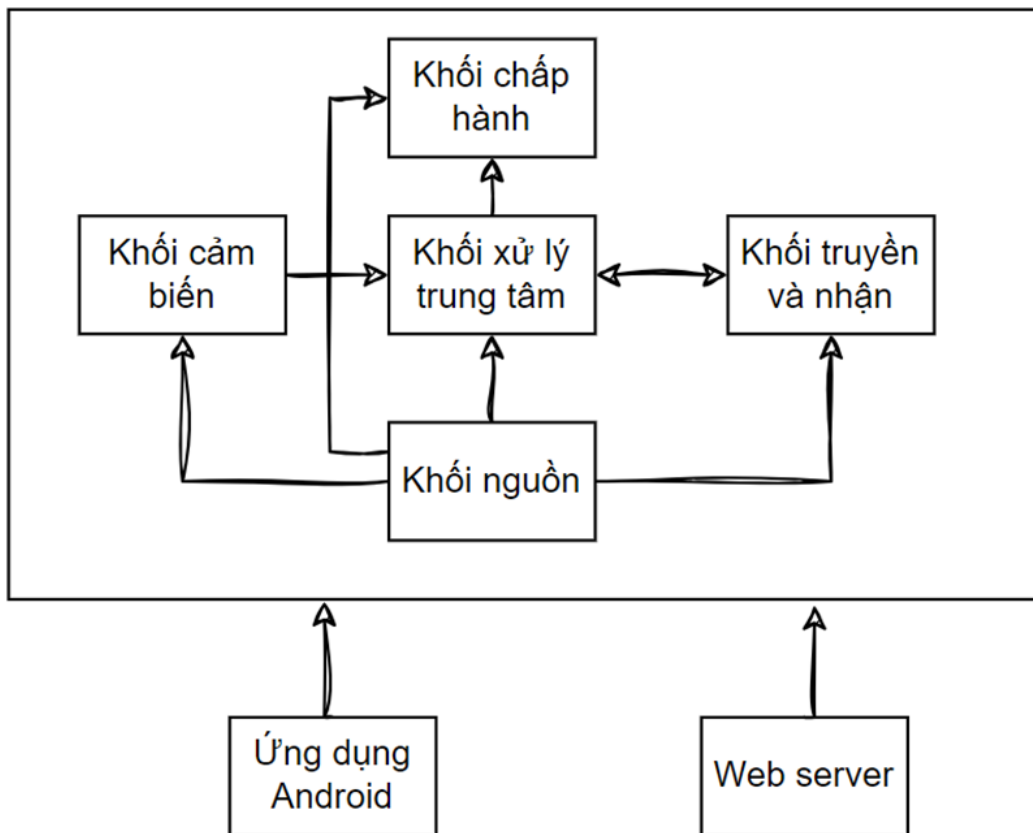 Khối chấp
hành
Khối cảm
biến
Khối xử lý
trung tâm
Khối truyền
và nhận
Khối nguồn
Ứng dụng
Android
Web server